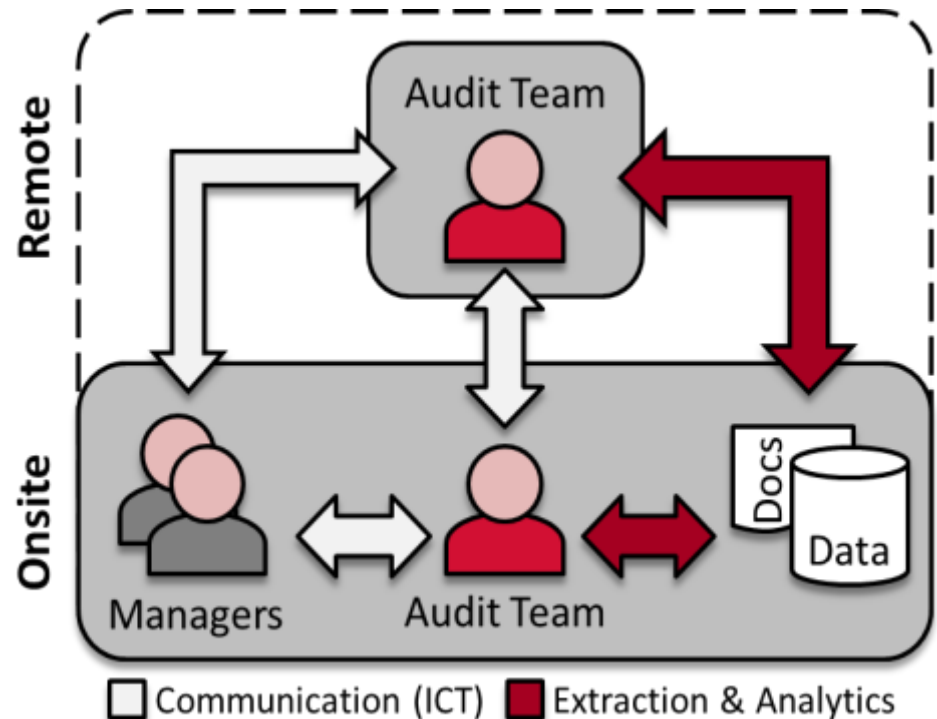 Remote
Audit Team
Onsite
Managers
Audit Team
Docs
Data
Communication (ICT)
Extraction & Analytics